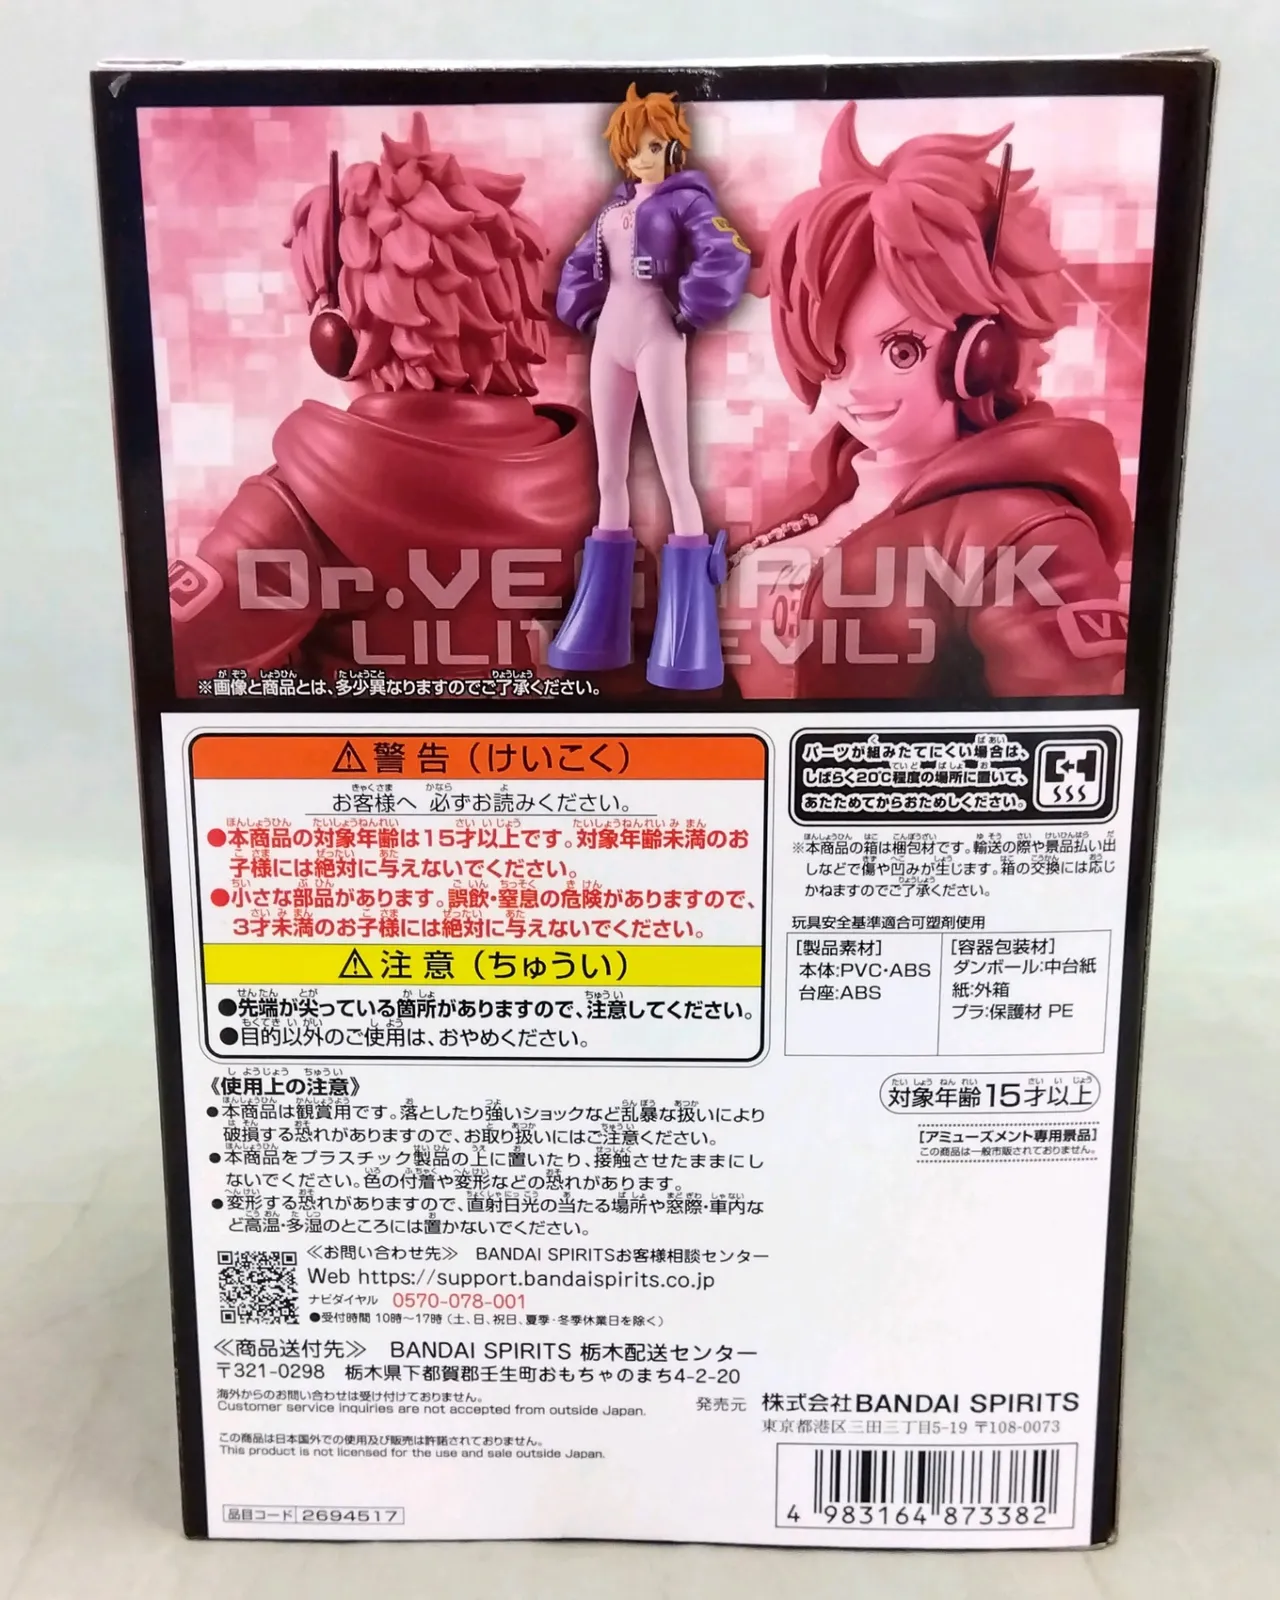 Dr.VEGAPUNK
LILITH [EVIL]
※画像と商品とは、多少異なりますのでご了承ください。
⚠警告(けいこく)
お客様へ 必ずお読みください。
●本商品の対象年齢は15才以上です。対象年齢未満のお
子様には絶対に与えないでください。
●小さな部品があります。誤飲・窒息の危険がありますので、
3才未満のお子様には絶対に与えないでください。
⚠注意(ちゅうい)
●先端が尖っている箇所がありますので、注意してください。
●目的以外のご使用は、おやめください。
《使用上の注意》
●本商品は観賞用です。落としたり強いショックなど乱暴な扱いにより
破損する恐れがありますので、お取り扱いにはご注意ください。
●本商品をプラスチック製品の上に置いたり、接触させたままにし
ないでください。色の付着や変形などの恐れがあります。
●変形する恐れがありますので、直射日光の当たる場所や窓際・車内な
ど高温・多湿のところには置かないでください。
≪お問い合わせ先≫ BANDAI SPIRITSお客様相談センター
Web https://support.bandaispirits.co.jp
ナビダイヤル 0570-078-001
●受付時間 10時〜17時(土、日、祝日、夏季・冬季休業日を除く)
≪商品送付先≫ BANDAI SPIRITS 栃木配送センター
〒321-0298 栃木県下都賀郡壬生町おもちゃのまち4-2-20
海外からのお問い合わせは受け付けておりません。
Customer service inquiries are not accepted from outside Japan.
この商品は日本国外での使用及び販売は許諾されておりません。
This product is not licensed for the use and sale outside Japan.
品目コード 2694517
パーツが組みたてにくい場合は、
しばらく20℃程度の場所に置いて、
あたためてからおためしください。
※本商品の箱は梱包材です。輸送の際や景品払い出
しなどで傷や凹みが生じます。箱の交換には応じ
かねますのでご了承ください。
玩具安全基準適合可塑剤使用
[製品素材]
本体:PVC・ABS
台座:ABS
[容器包装材]
ダンボール:中台紙
紙:外箱
プラ:保護材 PE
対象年齢15才以上
[アミューズメント専用景品]
この商品は一般市販されておりません。
発売元 株式会社BANDAI SPIRITS
東京都港区三田三丁目5-19 〒108-0073
4 983164 873382